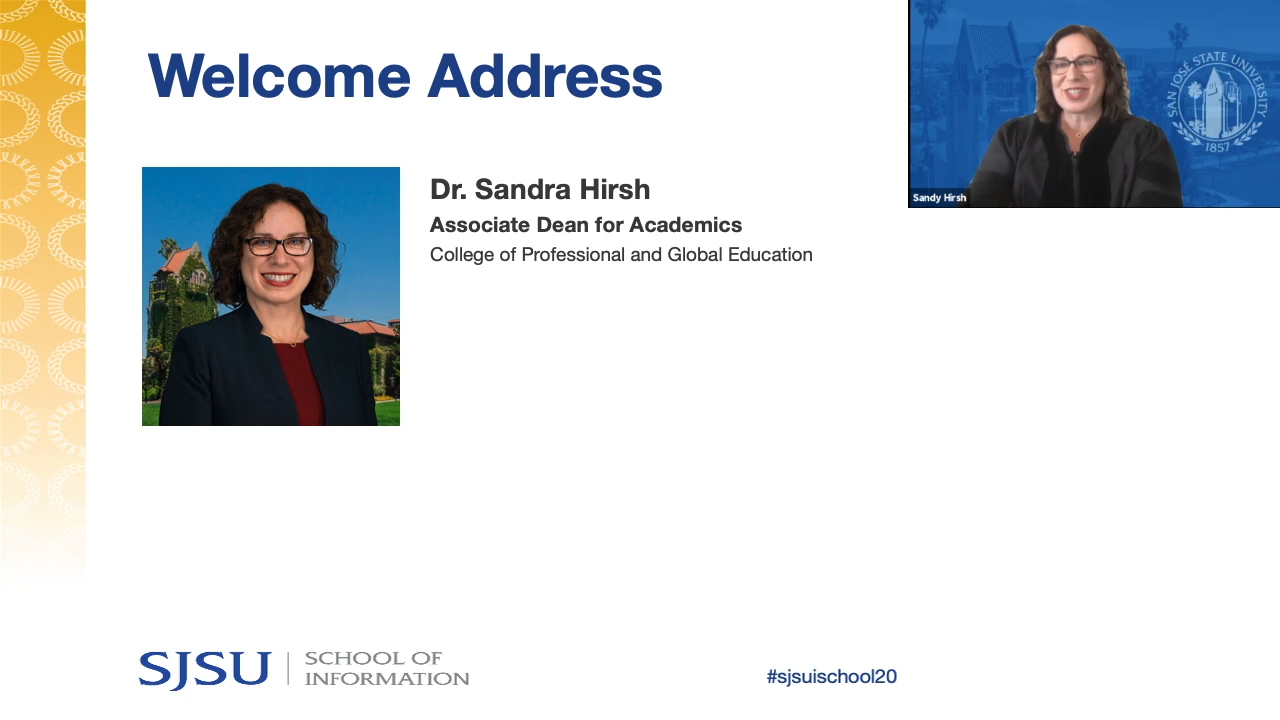 Welcome Address
Dr. Sandra Hirsh
Associate Dean for Academics
College of Professional and Global Education
SAN JOSÉ STATE UNIVERSITY
1857
Sandy Hirsh
SJSU
SCHOOL OF
INFORMATION
#sjsuischool20